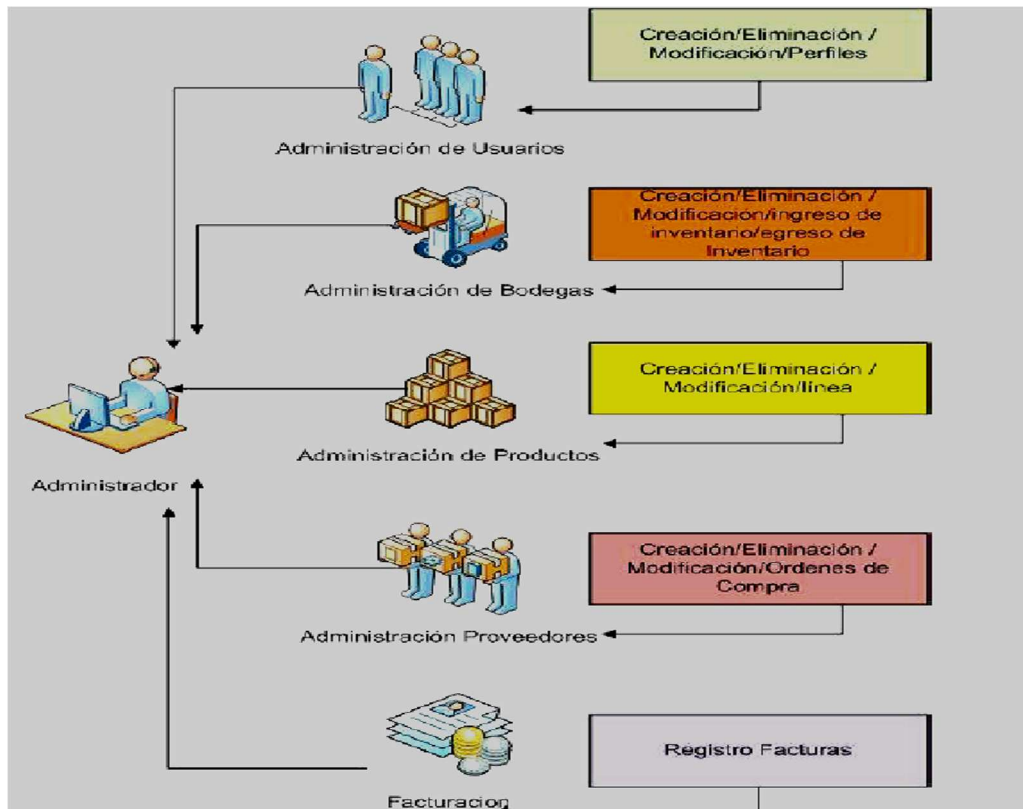 Creación/Eliminación /
Modificación/Perfiles
Administración de Usuarios
Creación/Eliminación /
Modificación/ingreso de
inventario/egreso de
Inventario
Administración de Bodegas
Creación/Eliminación /
Modificación/línea
Administración de Productos
Administrador
Creación/Eliminación /
Modificación/Ordenes de
Compra
Administración Proveedores
Registro Facturas
Facturacion